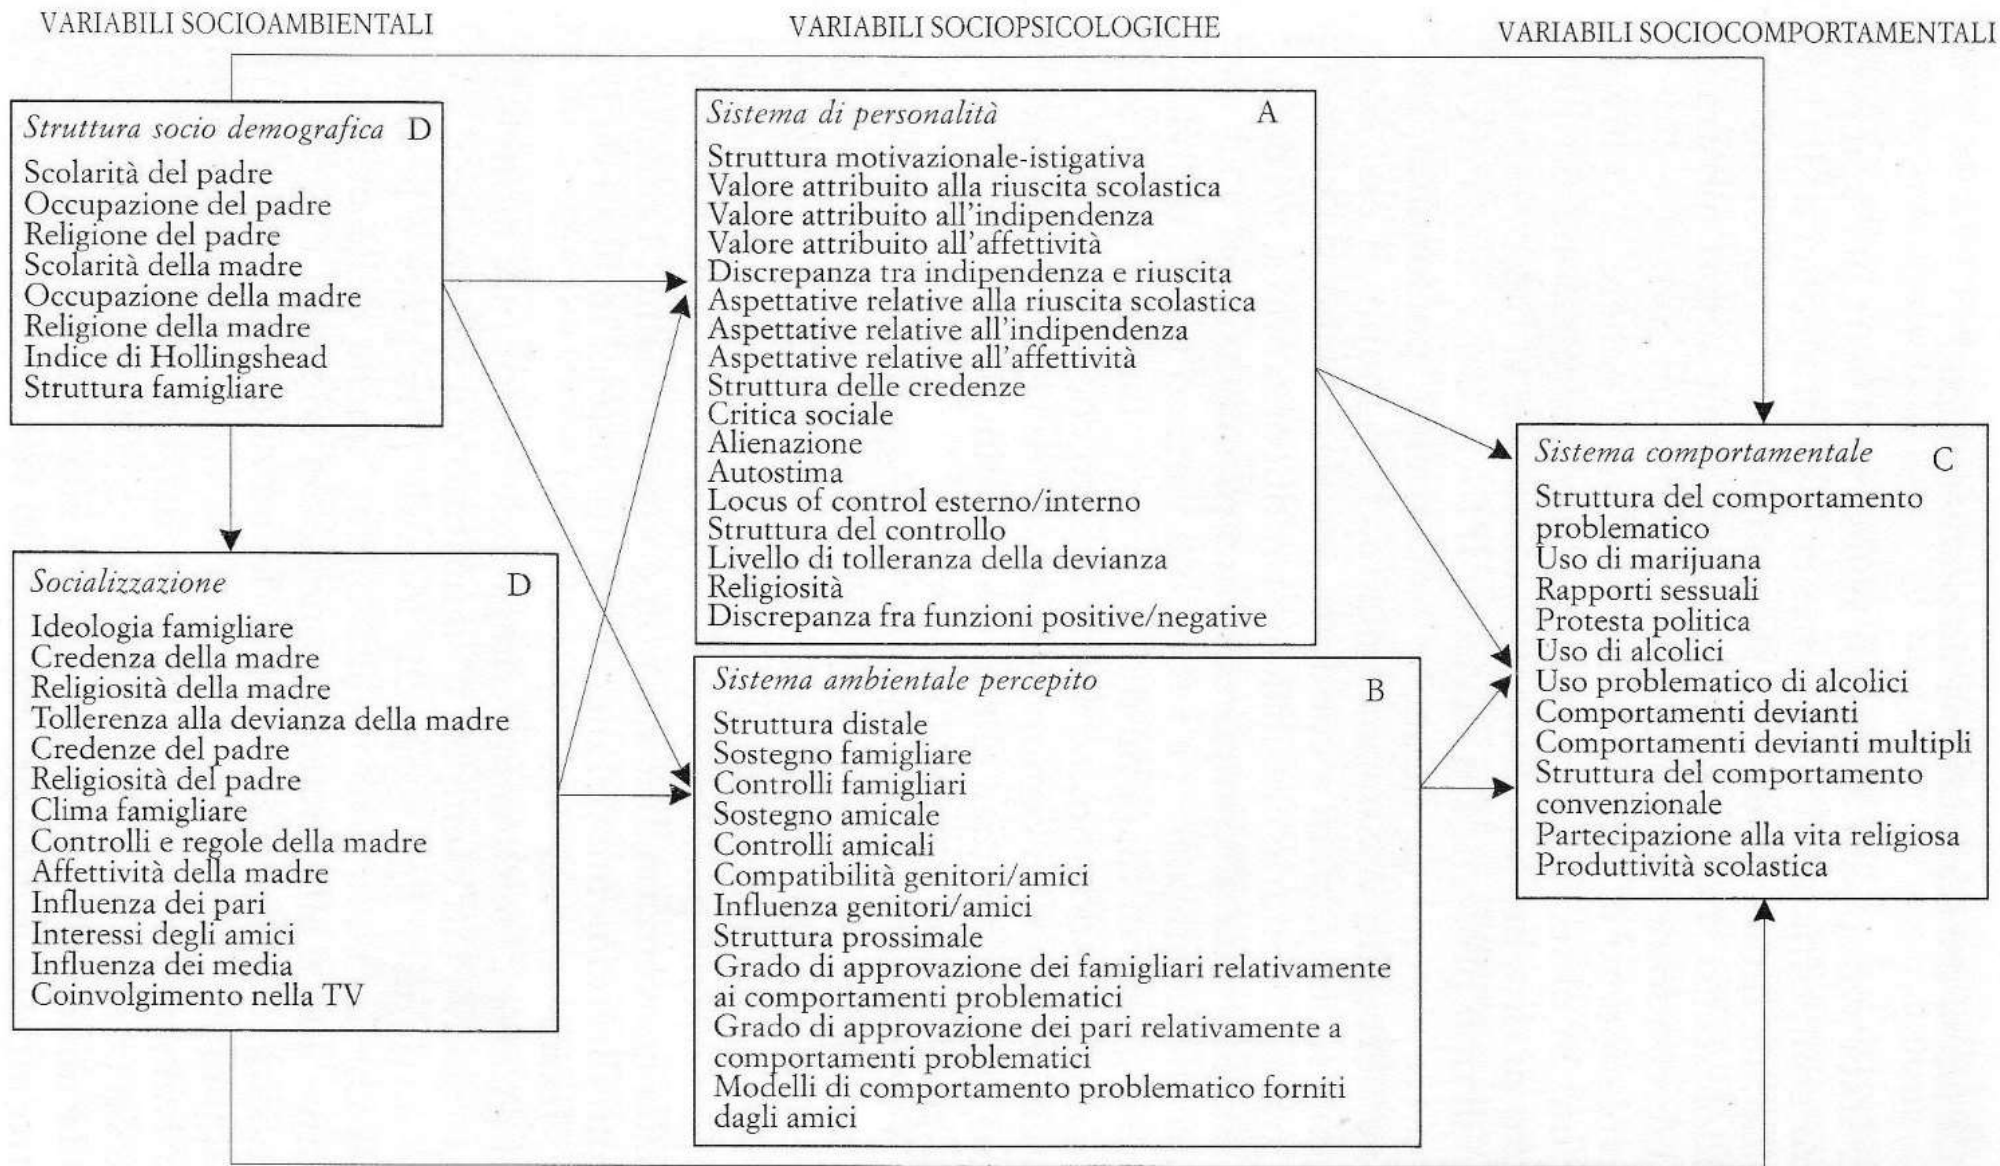 VARIABILI SOCIOAMBIENTALI
VARIABILI SOCIOPSICOLOGICHE
VARIABILI SOCIOCOMPORTAMENTALI
Struttura socio demografica D
Scolarità del padre
Occupazione del padre
Religione del padre
Scolarità della madre
Occupazione della madre
Religione della madre
Indice di Hollingshead
Struttura famigliare
Socializzazione D
Ideologia famigliare
Credenza della madre
Religiosità della madre
Tollerenza alla devianza della madre
Credenze del padre
Religiosità del padre
Clima famigliare
Controlli e regole della madre
Affettività della madre
Influenza dei pari
Interessi degli amici
Influenza dei media
Coinvolgimento nella TV
Sistema di personalità A
Struttura motivazionale-istigativa
Valore attribuito alla riuscita scolastica
Valore attribuito all'indipendenza
Valore attribuito all'affettività
Discrepanza tra indipendenza e riuscita
Aspettative relative alla riuscita scolastica
Aspettative relative all'indipendenza
Aspettative relative all'affettività
Struttura delle credenze
Critica sociale
Alienazione
Autostima
Locus of control esterno/interno
Struttura del controllo
Livello di tolleranza della devianza
Religiosità
Discrepanza fra funzioni positive/negative
Sistema ambientale percepito B
Struttura distale
Sostegno famigliare
Controlli famigliari
Sostegno amicale
Controlli amicali
Compatibilità genitori/amici
Influenza genitori/amici
Struttura prossimale
Grado di approvazione dei famigliari relativamente
ai comportamenti problematici
Grado di approvazione dei pari relativamente a
comportamenti problematici
Modelli di comportamento problematico forniti
dagli amici
Sistema comportamentale C
Struttura del comportamento
problematico
Uso di marijuana
Rapporti sessuali
Protesta politica
Uso di alcolici
Uso problematico di alcolici
Comportamenti devianti
Comportamenti devianti multipli
Struttura del comportamento
convenzionale
Partecipazione alla vita religiosa
Produttività scolastica